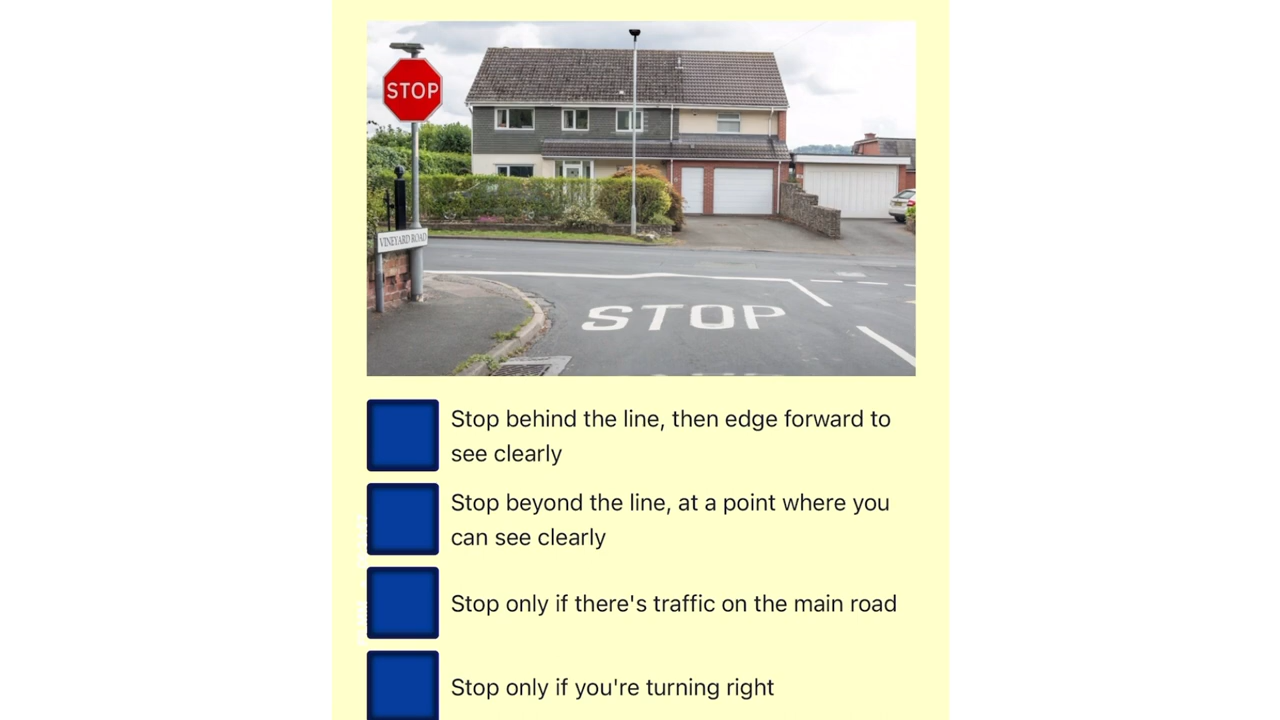 STOP
VINEYARD ROAD
STOP
Stop behind the line, then edge forward to
see clearly
Stop beyond the line, at a point where you
can see clearly
Stop only if there's traffic on the main road
Stop only if you're turning right